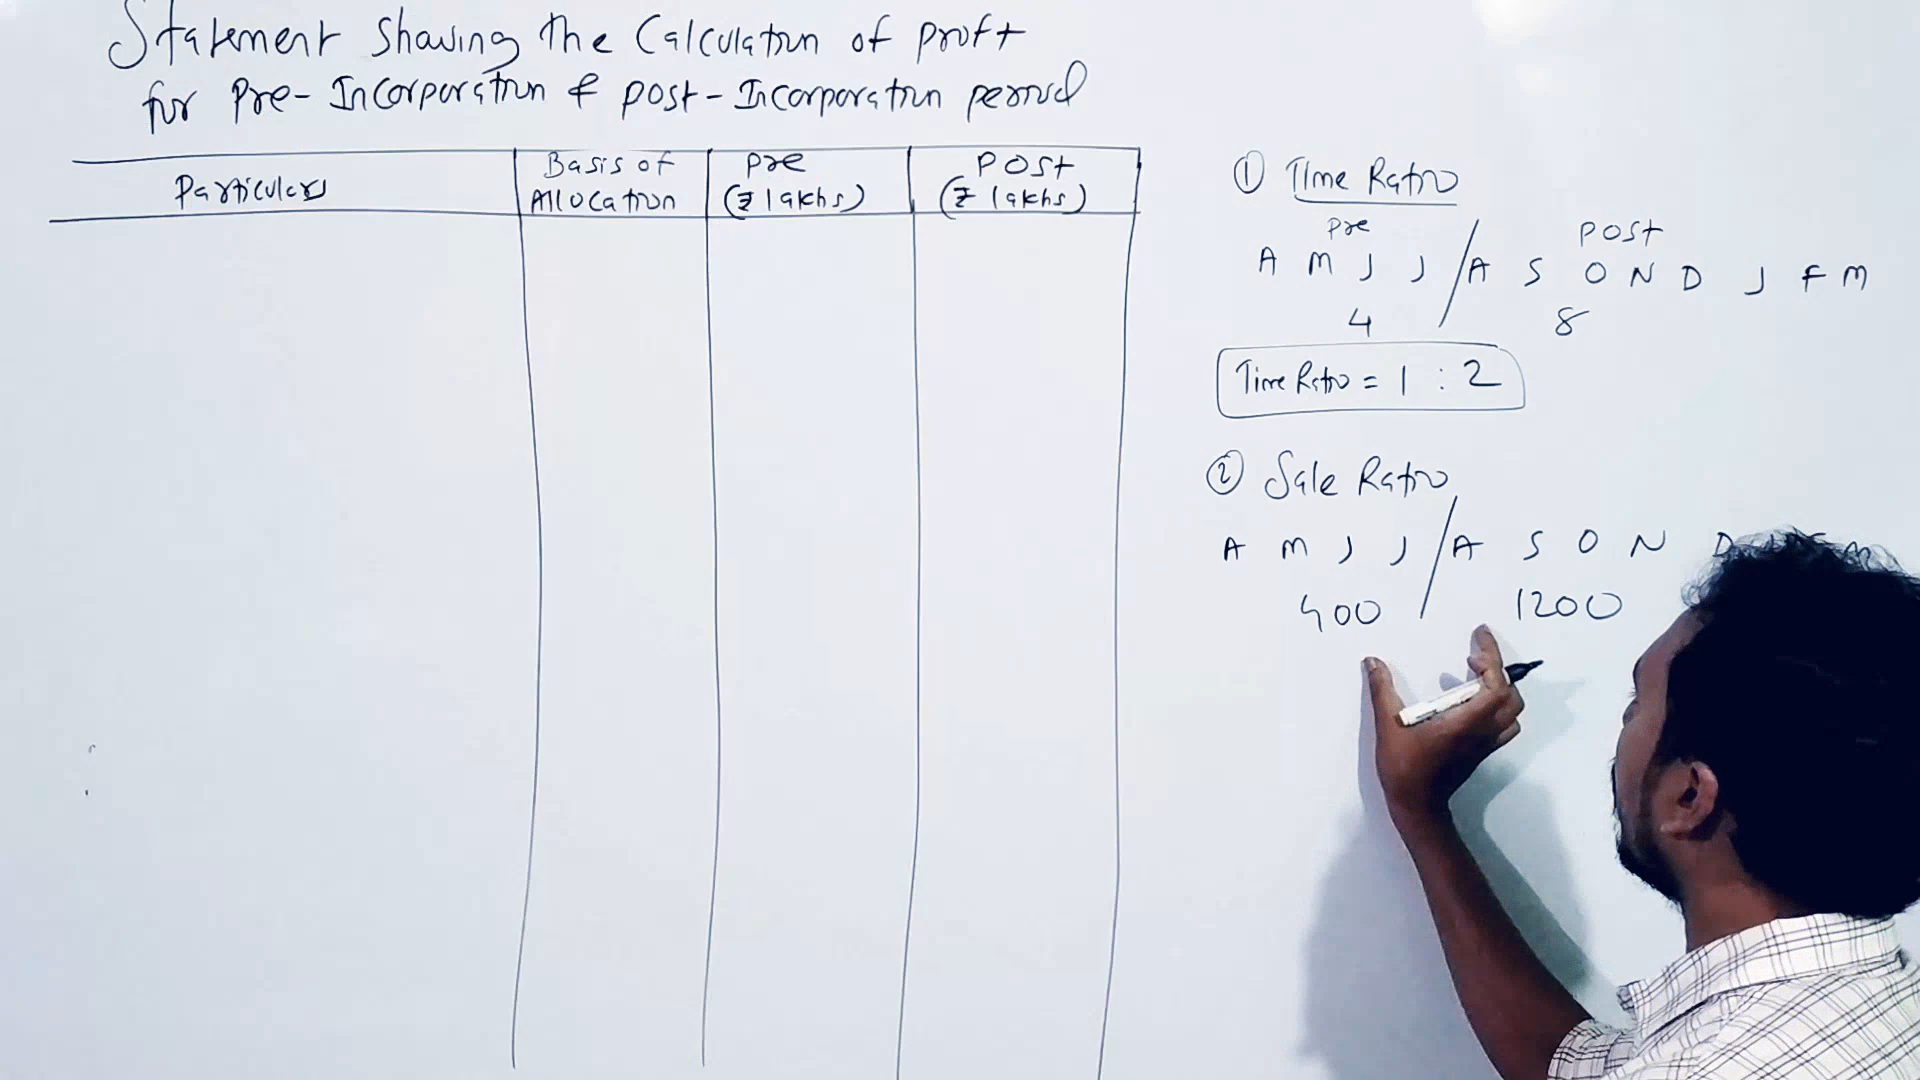 Statement showing the Calculation of profit
for Pre-Incorporation & post-Incorporation period
Particulars
Basis of
Allocation
Pre
(₹ lakhs)
POST
(₹ lakhs)
① Time Ratio
Pre POST
A M J J / A S O N D J F M
4 8
Time Ratio = 1 : 2
② Sale Ratio
A M J J / A S O N D M
400 / 1200